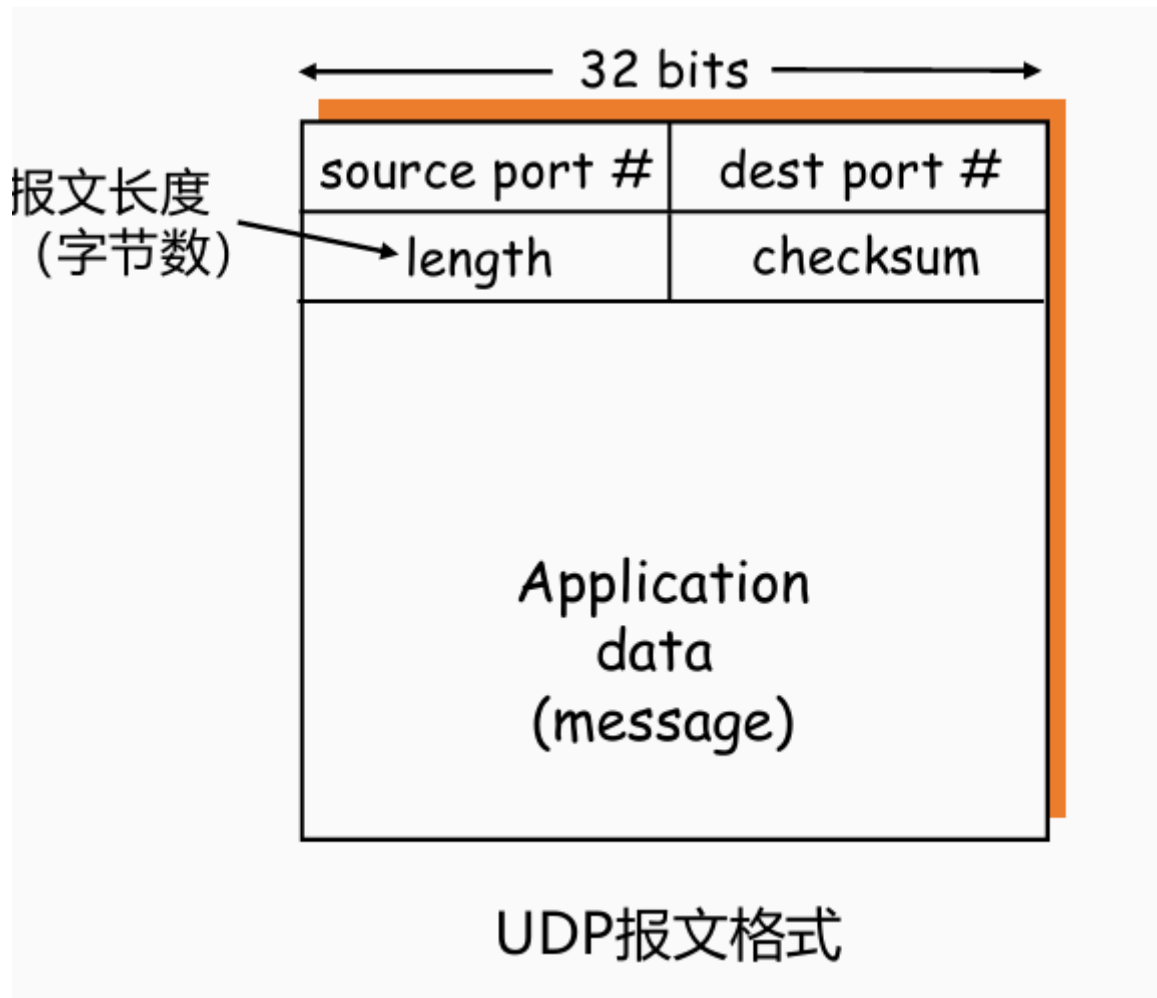 32 bits
source port # dest port #
报文长度
（字节数）
length checksum
Application
data
(message)
UDP报文格式